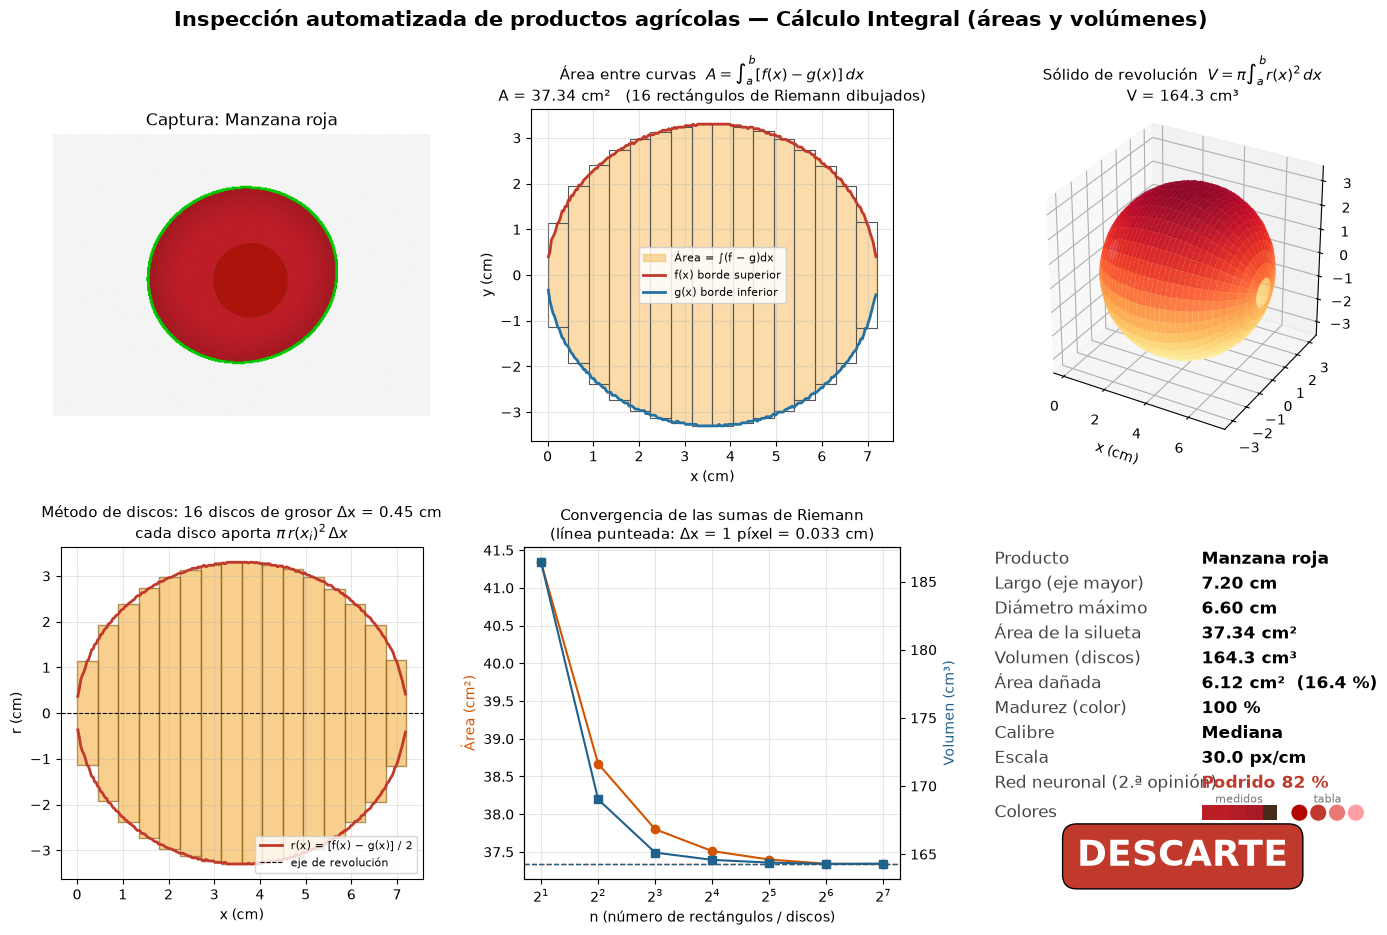 Inspección automatizada de productos agrícolas — Cálculo Integral (áreas y volúmenes)
Captura: Manzana roja
Área entre curvas A = ∫_a^b [f(x) − g(x)] dx
A = 37.34 cm² (16 rectángulos de Riemann dibujados)
3
2
1
0
−1
−2
−3
y (cm)
Área = ∫(f − g)dx
f(x) borde superior
g(x) borde inferior
0 1 2 3 4 5 6 7
x (cm)
Sólido de revolución V = π∫_a^b r(x)² dx
V = 164.3 cm³
3
2
1
0
−1
−2
−3
3
2
1
0
−1
−2
−3
0 2 4 6
x (cm)
Método de discos: 16 discos de grosor Δx = 0.45 cm
cada disco aporta π r(xᵢ)² Δx
3
2
1
0
−1
−2
−3
r (cm)
r(x) = [f(x) − g(x)] / 2
eje de revolución
0 1 2 3 4 5 6 7
x (cm)
Convergencia de las sumas de Riemann
(línea punteada: Δx = 1 píxel = 0.033 cm)
41.5
41.0
40.5
40.0
39.5
39.0
38.5
38.0
37.5
Área (cm²)
185
180
175
170
165
Volumen (cm³)
2¹ 2² 2³ 2⁴ 2⁵ 2⁶ 2⁷
n (número de rectángulos / discos)
Producto Manzana roja
Largo (eje mayor) 7.20 cm
Diámetro máximo 6.60 cm
Área de la silueta 37.34 cm²
Volumen (discos) 164.3 cm³
Área dañada 6.12 cm² (16.4 %)
Madurez (color) 100 %
Calibre Mediana
Escala 30.0 px/cm
Red neuronal (2.ª opinión) Podrido 82 %
medidos tabla
Colores
DESCARTE